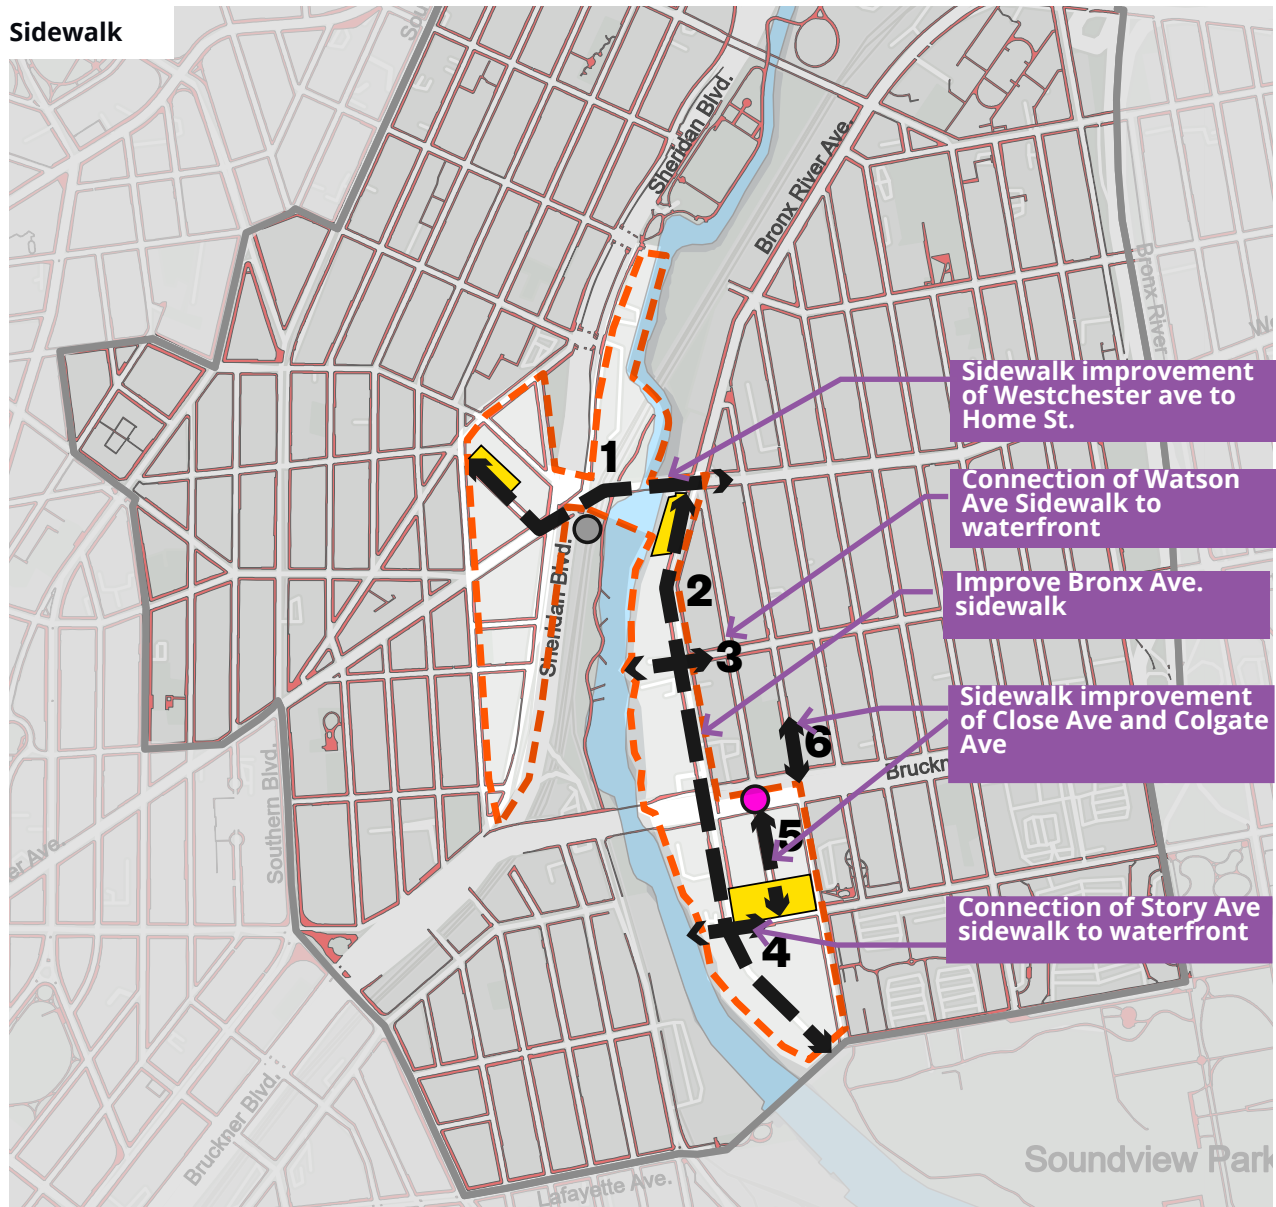 Sidewalk
Sheridan Blvd.
Bronx River Ave.
Bronx River
Sidewalk improvement
of Westchester ave to
Home St.
1
Connection of Watson
Ave Sidewalk to
waterfront
Sheridan Blvd.
2
Improve Bronx Ave.
sidewalk
3
Sidewalk improvement
of Close Ave and Colgate
Ave
6
Southern Blvd.
Bruckn
5
er Ave.
Connection of Story Ave
sidewalk to waterfront
4
Bruckner Blvd.
Soundview Park
Lafayette Ave.